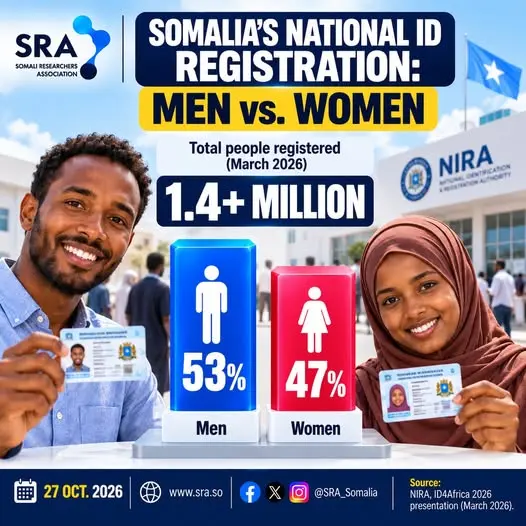 SRA
SOMALI RESEARCHERS
ASSOCIATION
SOMALIA'S NATIONAL ID
REGISTRATION:
MEN vs. WOMEN
Total people registered
(March 2026)
1.4+ MILLION
NIRA
NATIONAL IDENTIFICATION
& REGISTRATION AUTHORITY
53%
47%
Men
Women
27 OCT. 2026
www.sra.so
@SRA_Somalia
Source:
NIRA, ID4Africa 2026
presentation (March 2026).